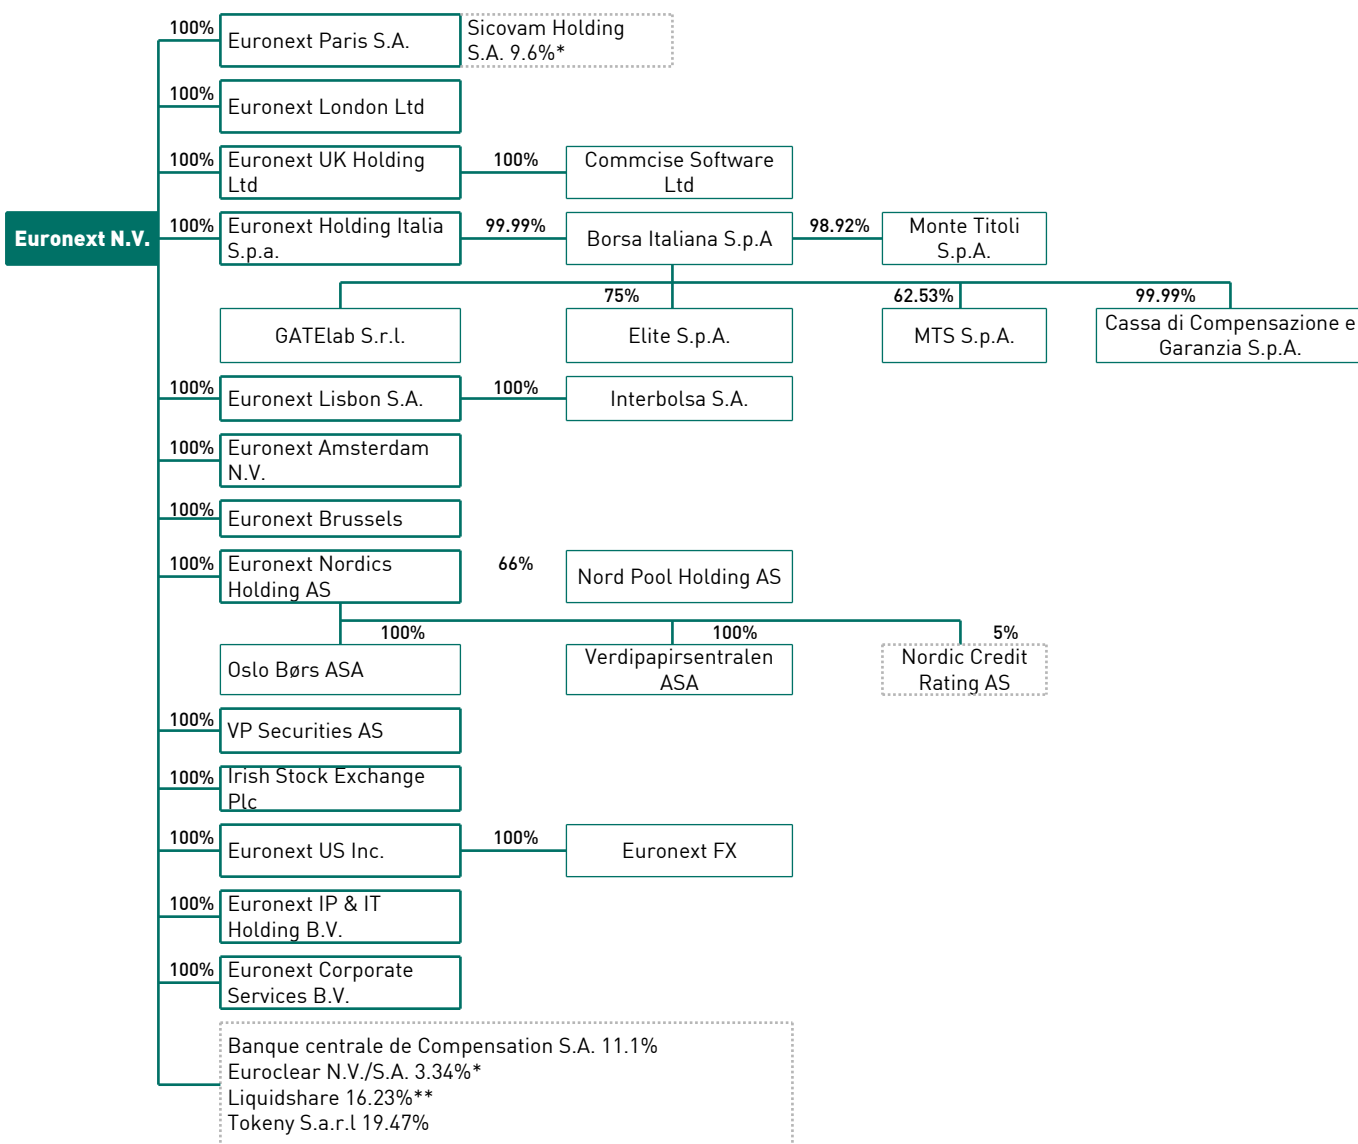 100%
Euronext Paris S.A.
Sicovam Holding
S.A. 9.6%*
100%
Euronext London Ltd
100%
Euronext UK Holding
Ltd
100%
Commcise Software
Ltd
Euronext N.V.
100%
Euronext Holding Italia
S.p.a.
99.99%
Borsa Italiana S.p.A
98.92%
Monte Titoli
S.p.A.
GATElab S.r.l.
75%
Elite S.p.A.
62.53%
MTS S.p.A.
99.99%
Cassa di Compensazione e
Garanzia S.p.A.
100%
Euronext Lisbon S.A.
100%
Interbolsa S.A.
100%
Euronext Amsterdam
N.V.
100%
Euronext Brussels
100%
Euronext Nordics
Holding AS
66%
Nord Pool Holding AS
100%
Oslo Børs ASA
100%
Verdipapirsentralen
ASA
5%
Nordic Credit
Rating AS
100%
VP Securities AS
100%
Irish Stock Exchange
Plc
100%
Euronext US Inc.
100%
Euronext FX
100%
Euronext IP & IT
Holding B.V.
100%
Euronext Corporate
Services B.V.
Banque centrale de Compensation S.A. 11.1%
Euroclear N.V./S.A. 3.34%*
Liquidshare 16.23%**
Tokeny S.a.r.l 19.47%